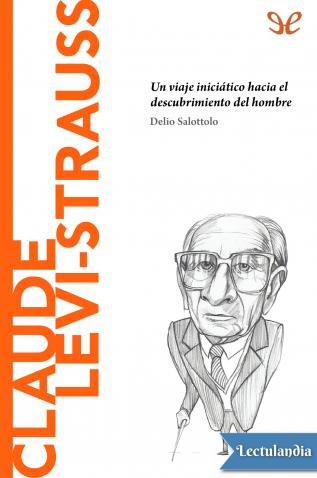 Un viaje iniciático hacia el
descubrimiento del hombre
Delio Salottolo
CLAUDE
LEVI-STRAUSS
Lectulandia